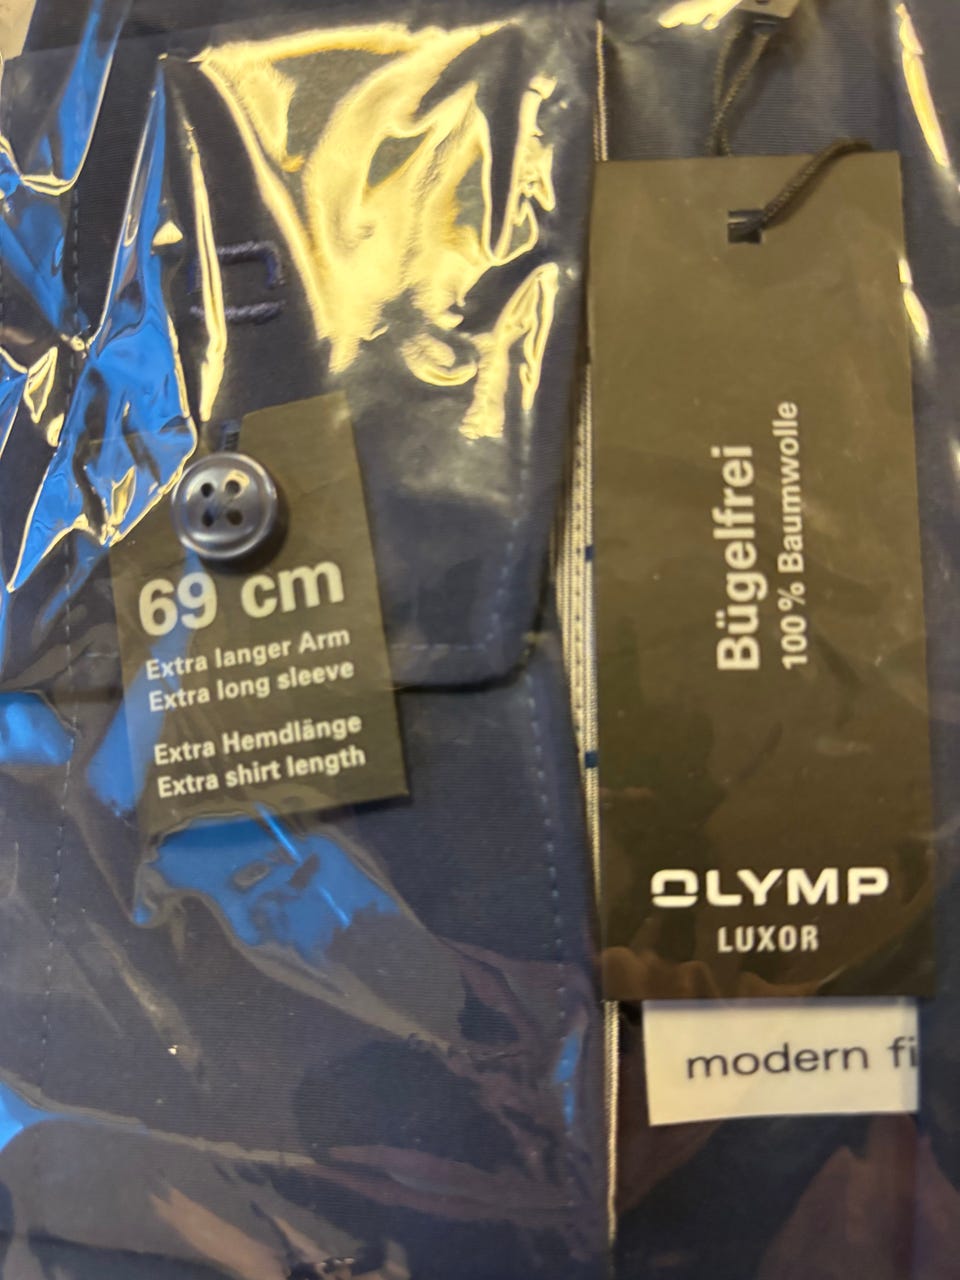 69 cm
Extra langer Arm
Extra long sleeve
Extra Hemdlänge
Extra shirt length
Bügelfrei
100% Baumwolle
OLYMP
LUXOR
modern fi